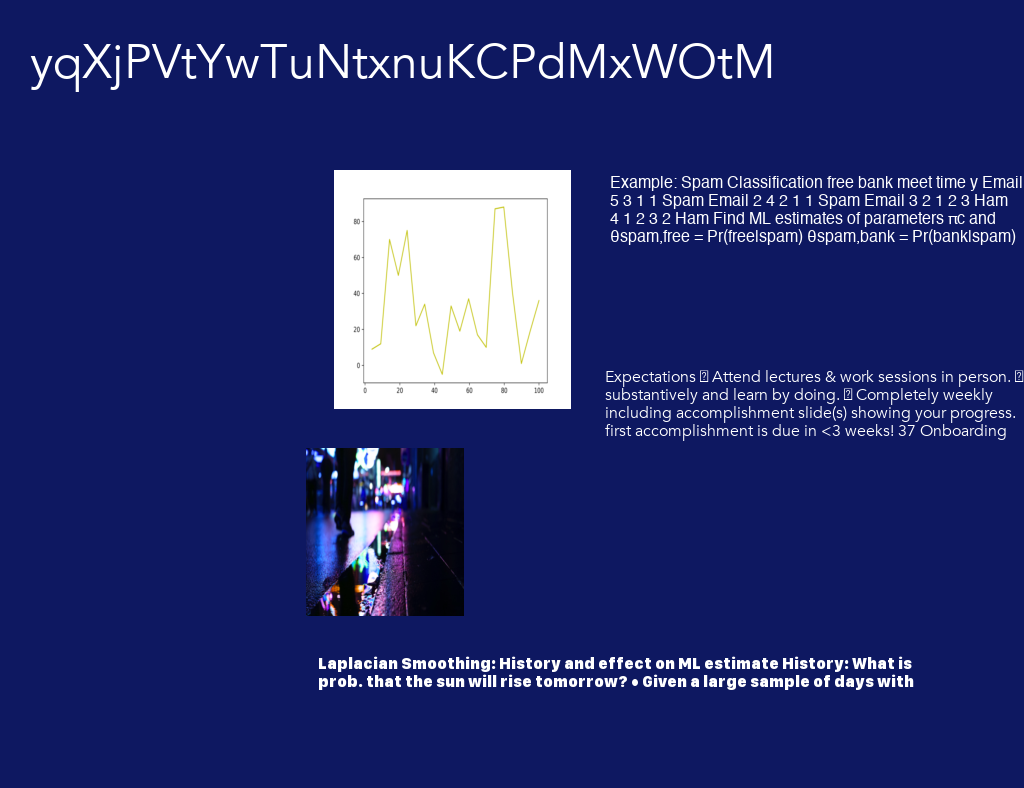 yqXjPVtYwTuNtxnuKCPdMxWOtM
Example: Spam Classification free bank meet time y Email
5 3 1 1 Spam Email 2 4 2 1 1 Spam Email 3 2 1 2 3 Ham
4 1 2 3 2 Ham Find ML estimates of parameters πc and
θspam,free = Pr(free|spam) θspam,bank = Pr(bank|spam)
80
60
40
20
0
0 20 40 60 80 100
Expectations Attend lectures & work sessions in person.
substantively and learn by doing. Completely weekly
including accomplishment slide(s) showing your progress.
first accomplishment is due in <3 weeks! 37 Onboarding
Laplacian Smoothing: History and effect on ML estimate History: What is
prob. that the sun will rise tomorrow? • Given a large sample of days with